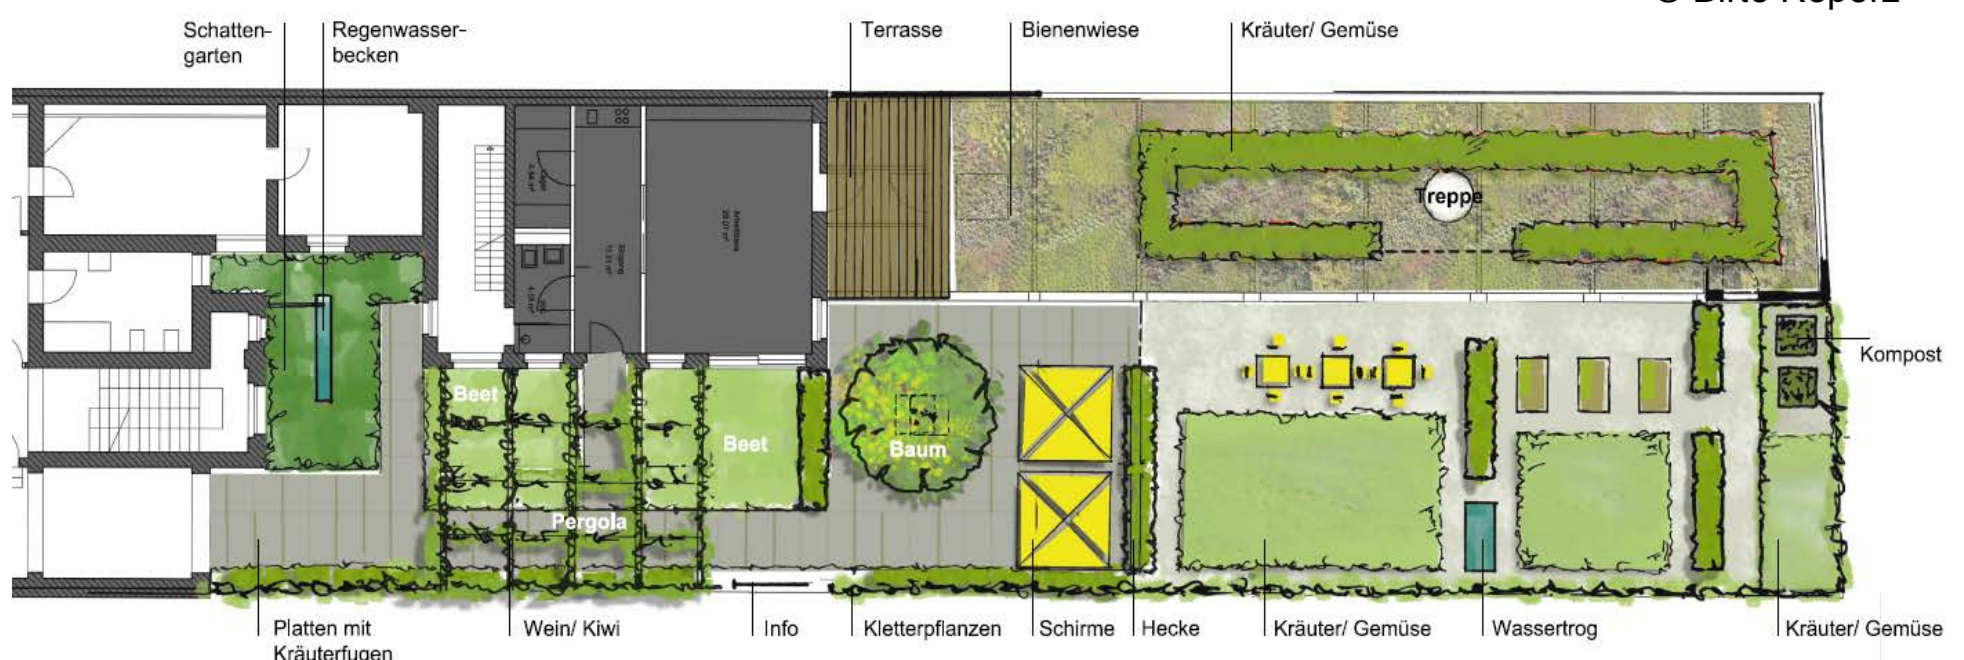 Schatten-
garten
Regenwasser-
becken
Terrasse
Bienenwiese
Kräuter/ Gemüse
Treppe
Kompost
Beet
Beet
Baum
Pergola
Platten mit
Kräuterfugen
Wein/ Kiwi
Info
Kletterpflanzen
Schirme
Hecke
Kräuter/ Gemüse
Wassertrog
Kräuter/ Gemüse